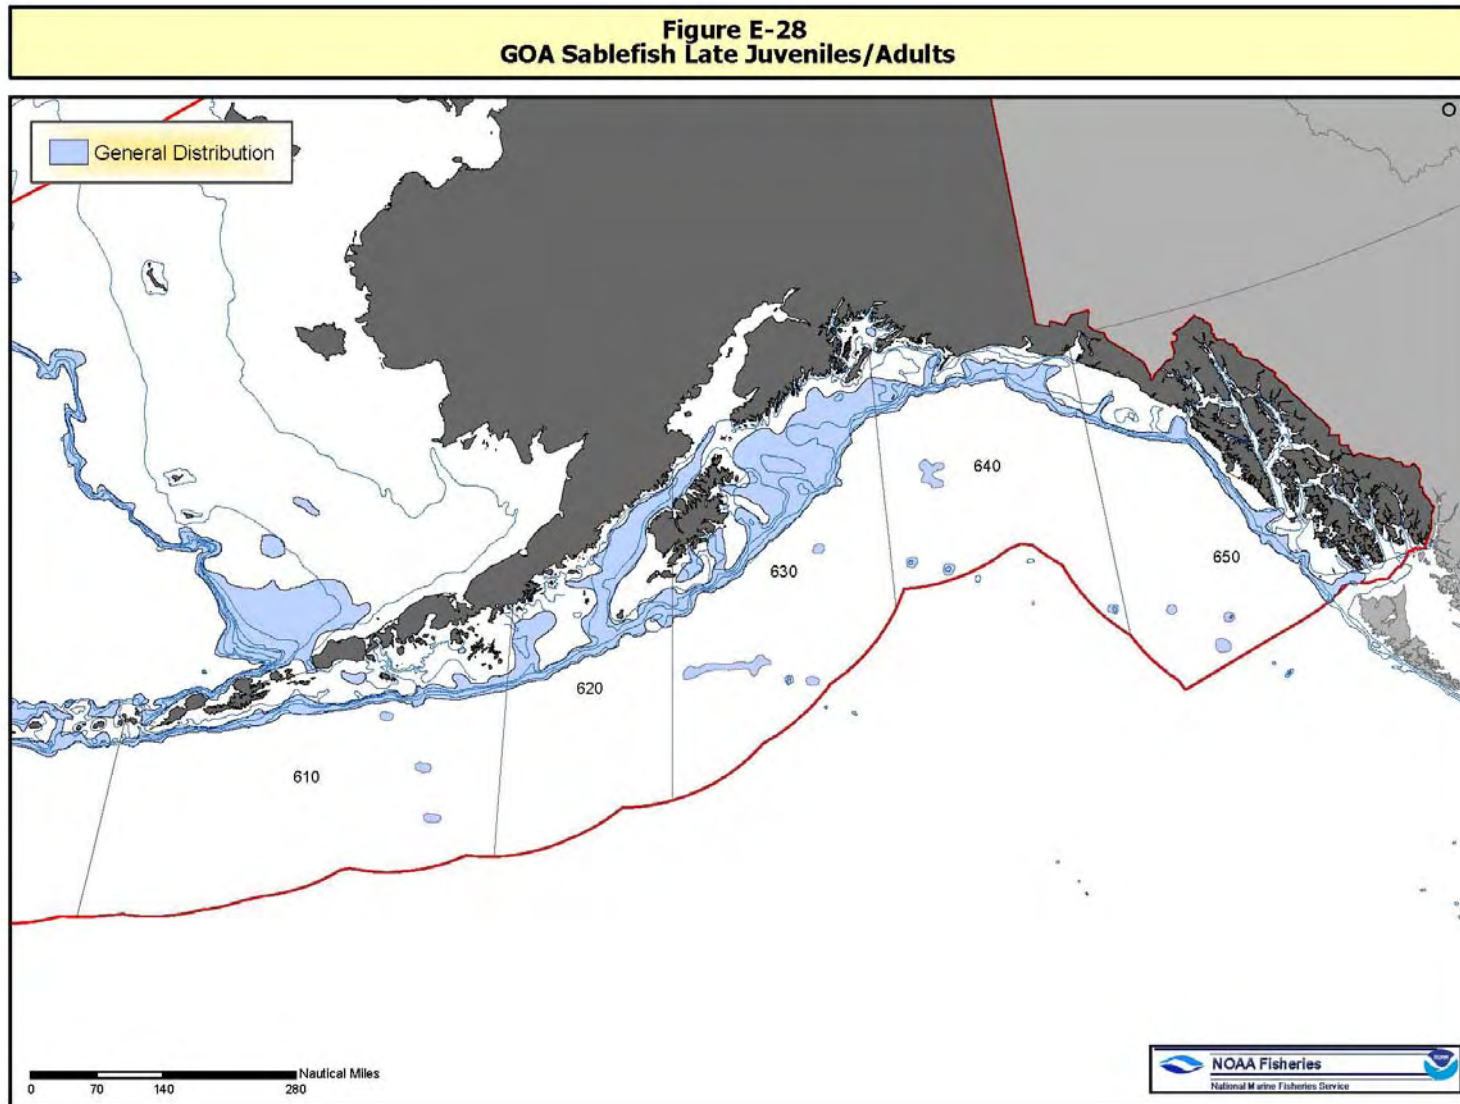 Figure E-28
GOA Sablefish Late Juveniles/Adults
General Distribution
640
630
650
620
610
Nautical Miles
0 70 140 280
NOAA Fisheries
National Marine Fisheries Service